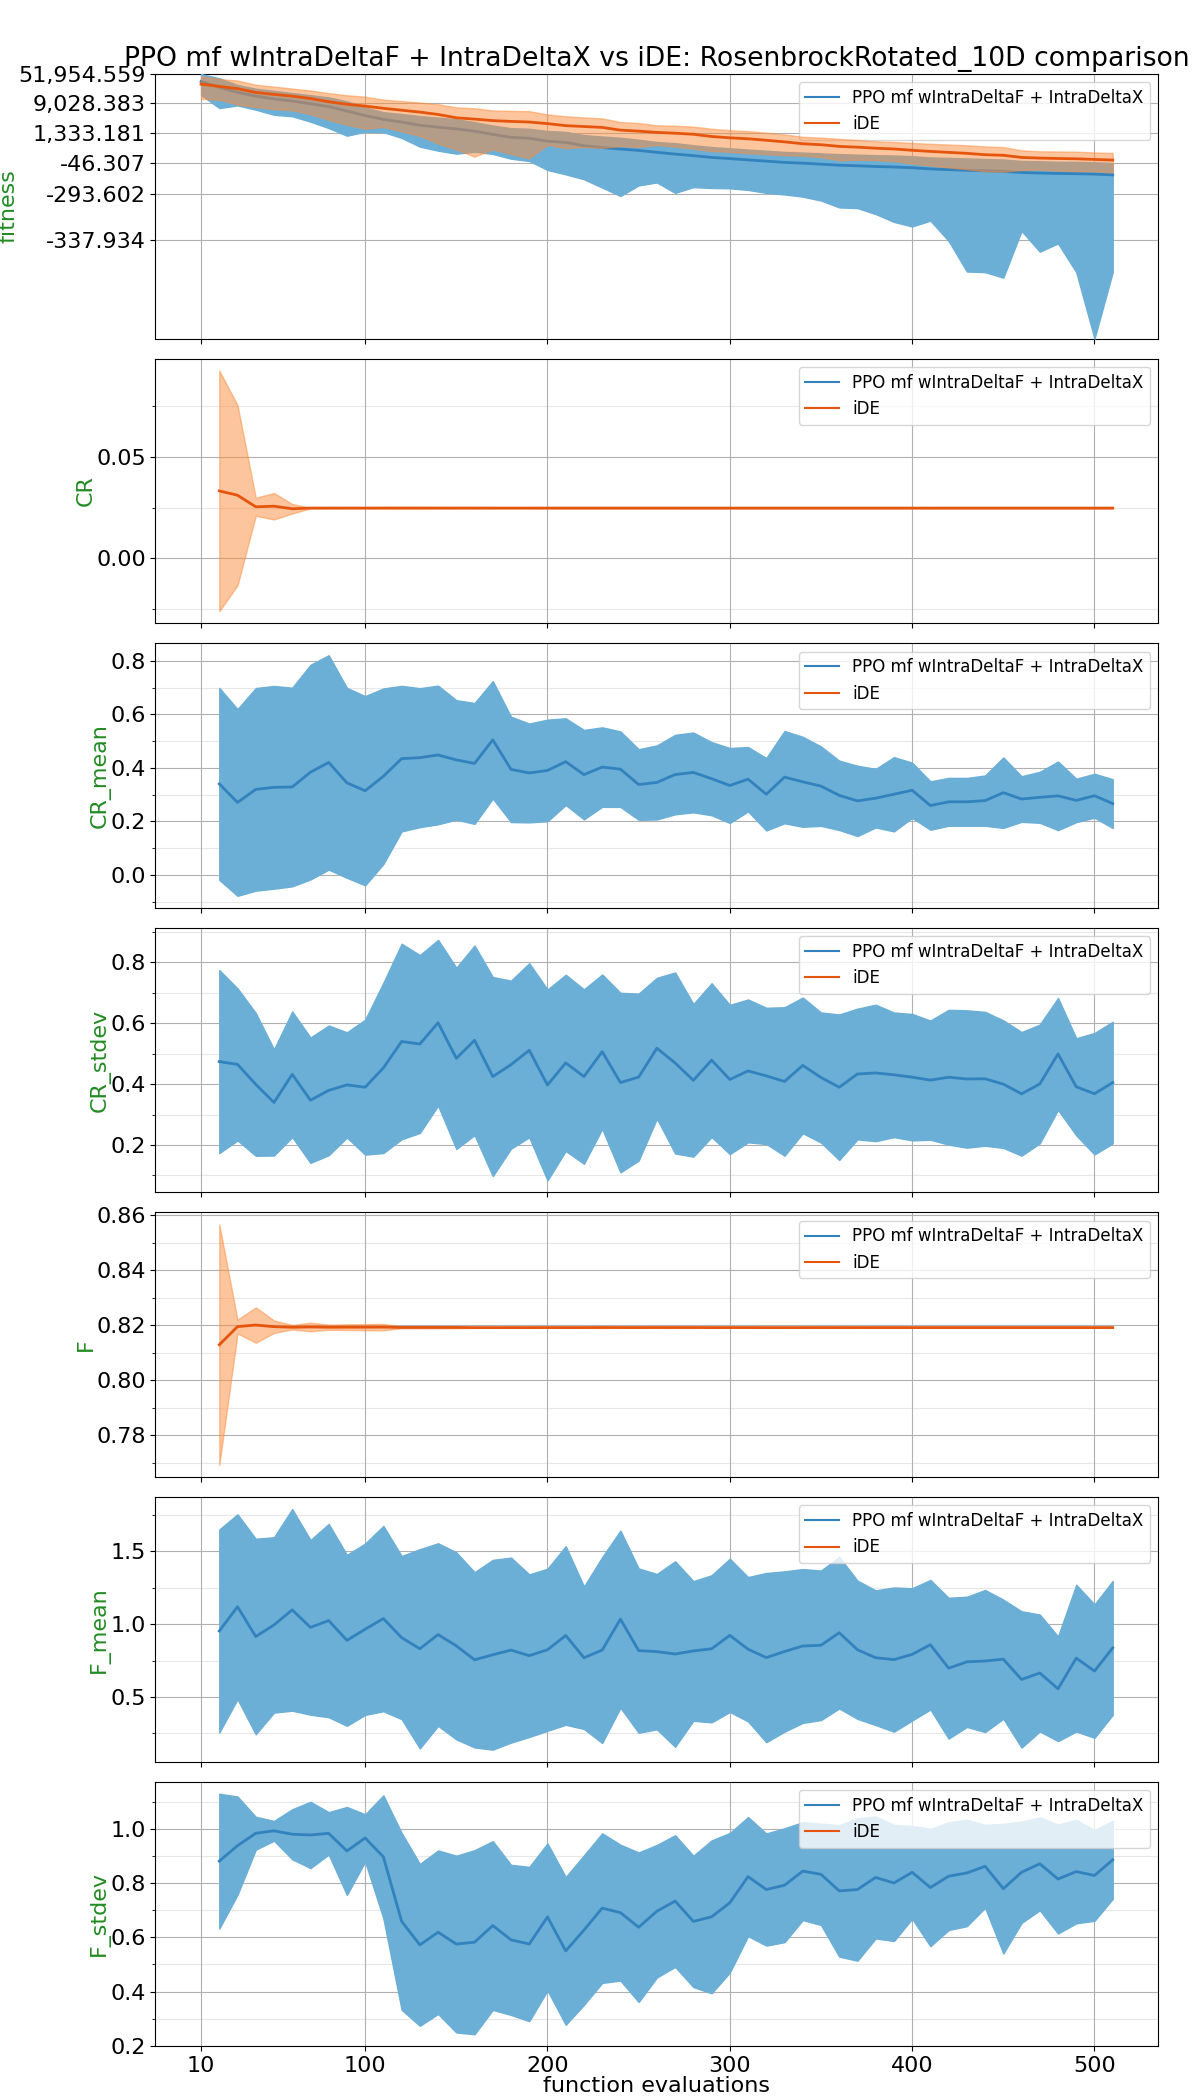 PPO mf wIntraDeltaF + IntraDeltaX vs iDE: RosenbrockRotated_10D comparison
51,954.559
9,028.383
1,333.181
-46.307
-293.602
-337.934
fitness
PPO mf wIntraDeltaF + IntraDeltaX
iDE
0.05
0.00
CR
PPO mf wIntraDeltaF + IntraDeltaX
iDE
0.8
0.6
0.4
0.2
0.0
CR_mean
PPO mf wIntraDeltaF + IntraDeltaX
iDE
0.8
0.6
0.4
0.2
CR_stdev
PPO mf wIntraDeltaF + IntraDeltaX
iDE
0.86
0.84
0.82
0.80
0.78
F
PPO mf wIntraDeltaF + IntraDeltaX
iDE
1.5
1.0
0.5
F_mean
PPO mf wIntraDeltaF + IntraDeltaX
iDE
1.0
0.8
0.6
0.4
0.2
F_stdev
PPO mf wIntraDeltaF + IntraDeltaX
iDE
10 100 200 300 400 500
function evaluations